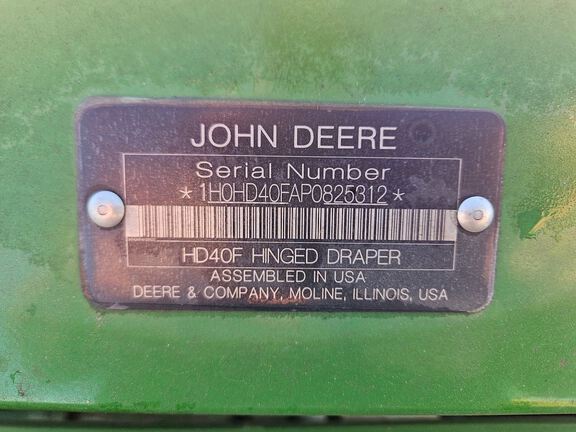 JOHN DEERE
Serial Number
*1H0HD40FAP0825312*
HD40F HINGED DRAPER
ASSEMBLED IN USA
DEERE & COMPANY, MOLINE, ILLINOIS, USA